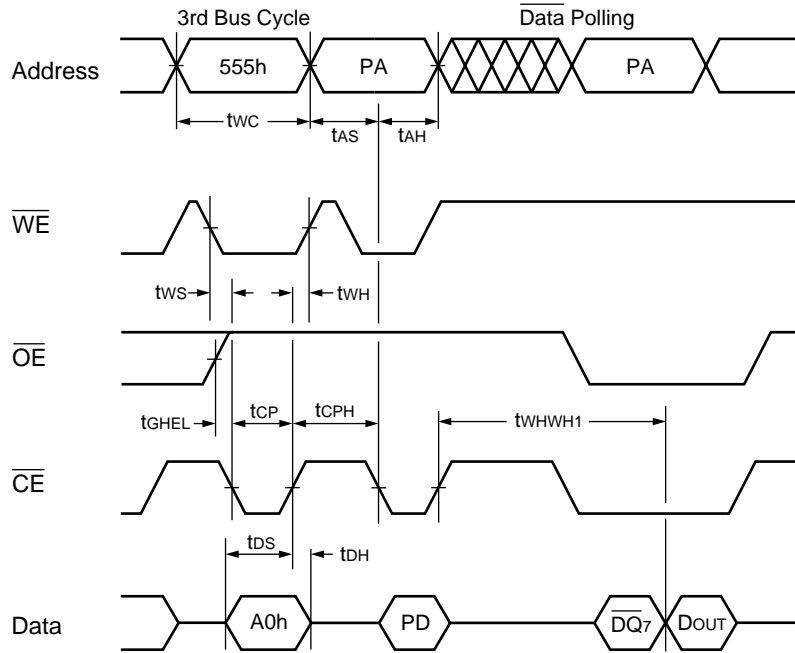 3rd Bus Cycle
Data Polling
Address
555h
PA
PA
tWC
tAS
tAH
WE
tWS
tWH
OE
tGHEL
tCP
tCPH
tWHWH1
CE
tDS
tDH
Data
A0h
PD
DQ7
DOUT